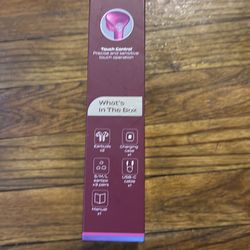 Touch Control
Precise and sensitive
touch operation
What's
In The Box
Earbuds
x2
Charging
case
x1
S/M/L
eartips
x3 pairs
USB-C
cable
x1
Manual
x1